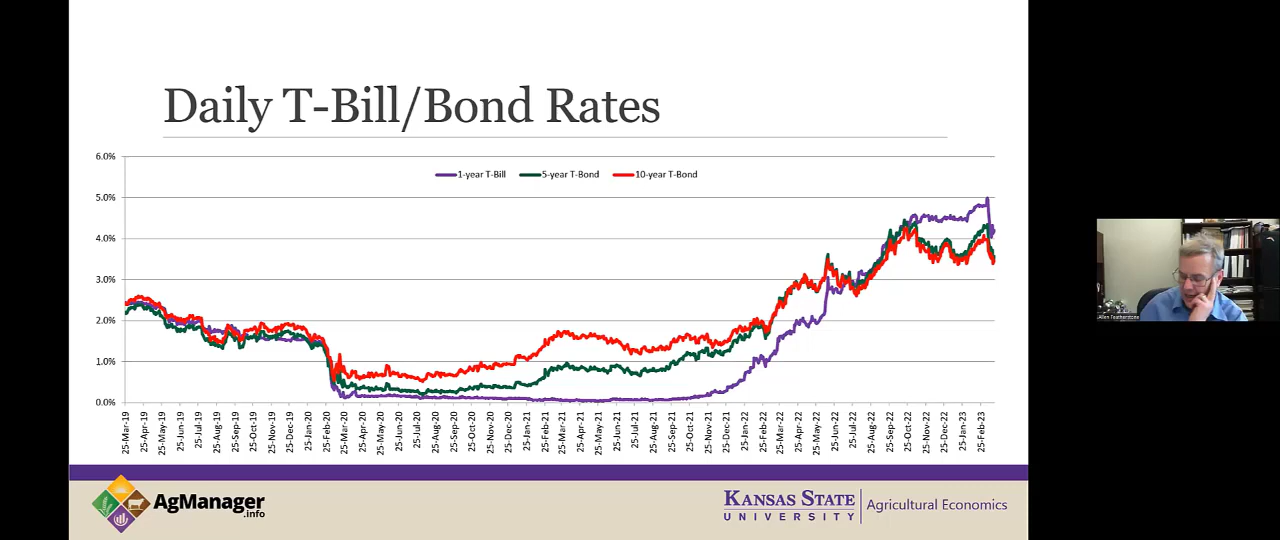 Daily T-Bill/Bond Rates
6.0%
5.0%
4.0%
3.0%
2.0%
1.0%
0.0%
1-year T-Bill 5-year T-Bond 10-year T-Bond
25-Mar-19
25-Apr-19
25-May-19
25-Jun-19
25-Jul-19
25-Aug-19
25-Sep-19
25-Oct-19
25-Nov-19
25-Dec-19
25-Jan-20
25-Feb-20
25-Mar-20
25-Apr-20
25-May-20
25-Jun-20
25-Jul-20
25-Aug-20
25-Sep-20
25-Oct-20
25-Nov-20
25-Dec-20
25-Jan-21
25-Feb-21
25-Mar-21
25-Apr-21
25-May-21
25-Jun-21
25-Jul-21
25-Aug-21
25-Sep-21
25-Oct-21
25-Nov-21
25-Dec-21
25-Jan-22
25-Feb-22
25-Mar-22
25-Apr-22
25-May-22
25-Jun-22
25-Jul-22
25-Aug-22
25-Sep-22
25-Oct-22
25-Nov-22
25-Dec-22
25-Jan-23
25-Feb-23
AgManager
.info
KANSAS STATE
UNIVERSITY
Agricultural Economics
Allen Featherstone